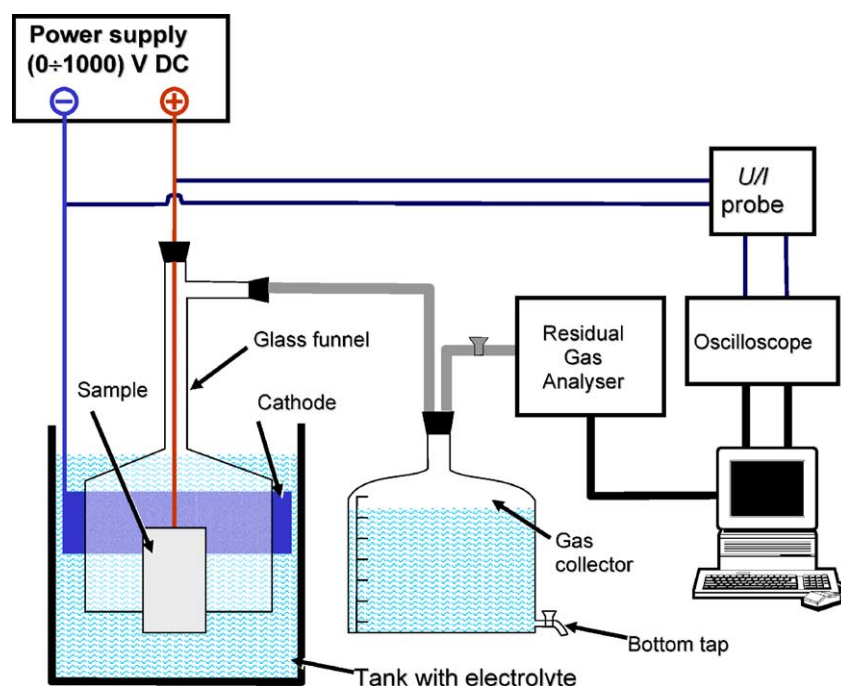 Power supply
(0÷1000) V DC
−
+
U/I
probe
Glass funnel
Sample
Cathode
Residual
Gas
Analyser
Oscilloscope
Gas
collector
Bottom tap
Tank with electrolyte